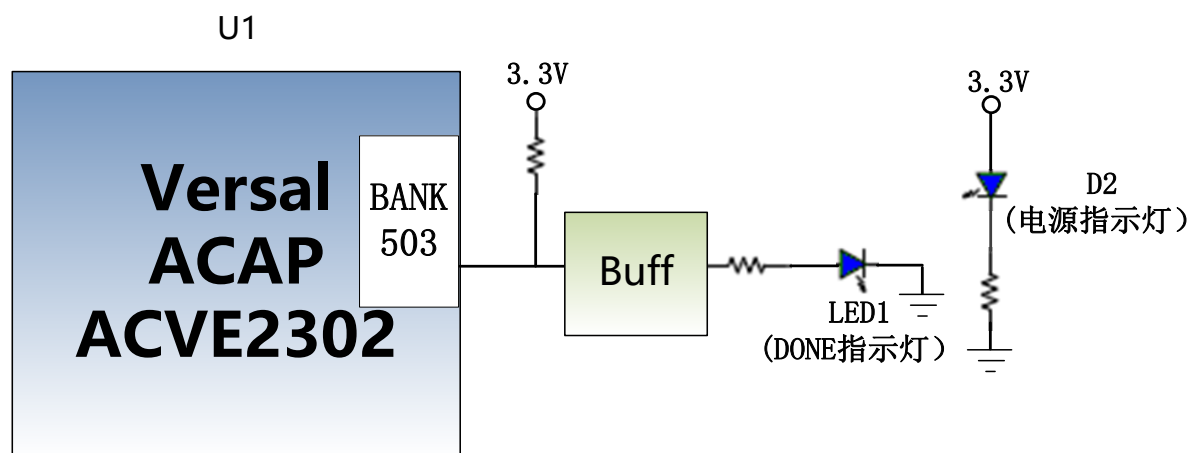 U1
3.3V
3.3V
Versal
ACAP
ACVE2302
BANK
503
Buff
D2
(电源指示灯)
LED1
(DONE指示灯)